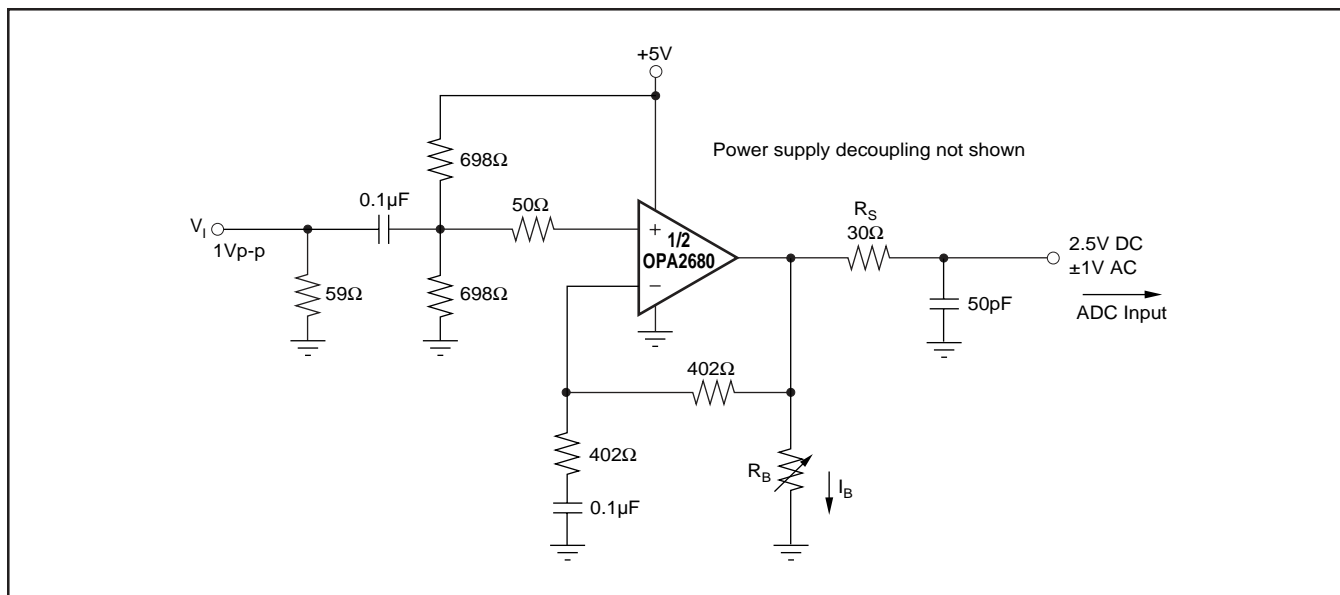 +5V
Power supply decoupling not shown
698Ω
0.1µF
50Ω
V_I
1Vp-p
59Ω
698Ω
+
1/2
OPA2680
−
R_S
30Ω
2.5V DC
±1V AC
50pF
ADC Input
402Ω
402Ω
0.1µF
R_B
I_B